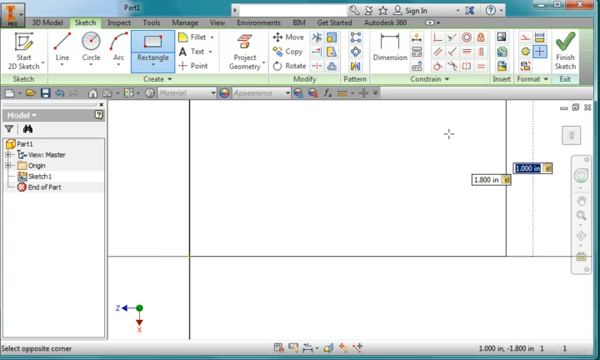 Part1
Sign In
PRO
3D Model Sketch Inspect Tools Manage View Environments BIM Get Started Autodesk 360
Start
2D Sketch
Line
Circle
Arc
Rectangle
Fillet
Text
Point
Project
Geometry
Move
Copy
Rotate
Dimension
Finish
Sketch
Sketch Create Modify Pattern Constrain Insert Format Exit
Material
Appearance
fx
Model
Part1
View: Master
Origin
Sketch1
End of Part
1.000 in
1.800 in
Z
X
Select opposite corner
1.000 in, -1.800 in 1 1